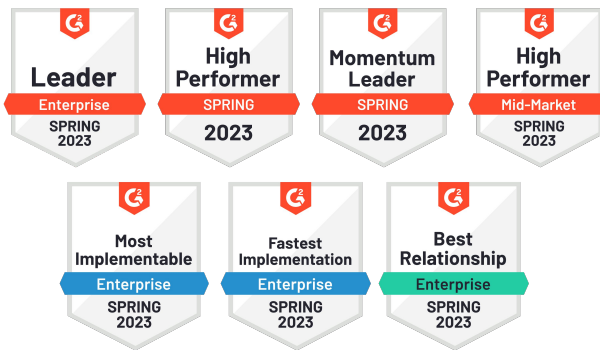 G2
Leader
Enterprise
SPRING
2023
G2
High
Performer
SPRING
2023
G2
Momentum
Leader
SPRING
2023
G2
High
Performer
Mid-Market
SPRING
2023
G2
Most
Implementable
Enterprise
SPRING
2023
G2
Fastest
Implementation
Enterprise
SPRING
2023
G2
Best
Relationship
Enterprise
SPRING
2023